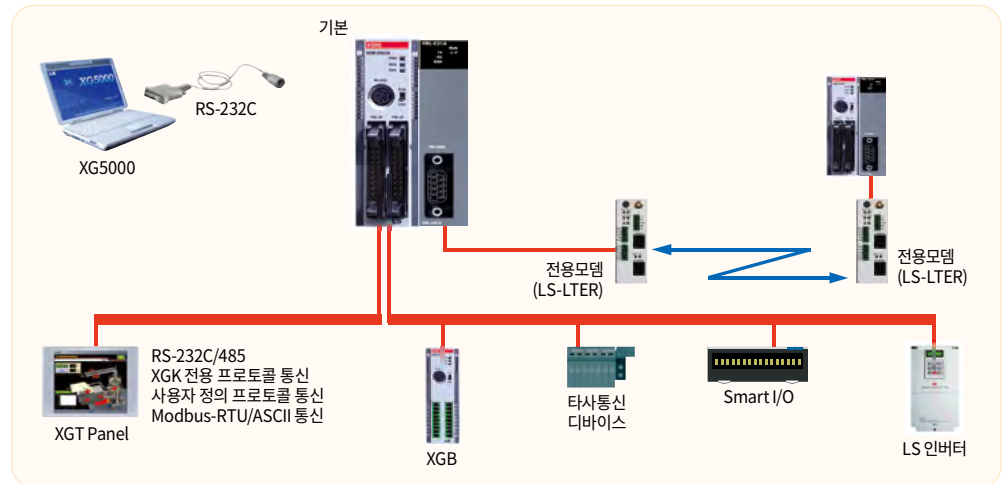 기본
XG5000
RS-232C
XG5000
전용모뎀
(LS-LTER)
전용모뎀
(LS-LTER)
RS-232C/485
XGK 전용 프로토콜 통신
사용자 정의 프로토콜 통신
Modbus-RTU/ASCII 통신
XGT Panel
XGB
타사통신
디바이스
Smart I/O
LS 인버터